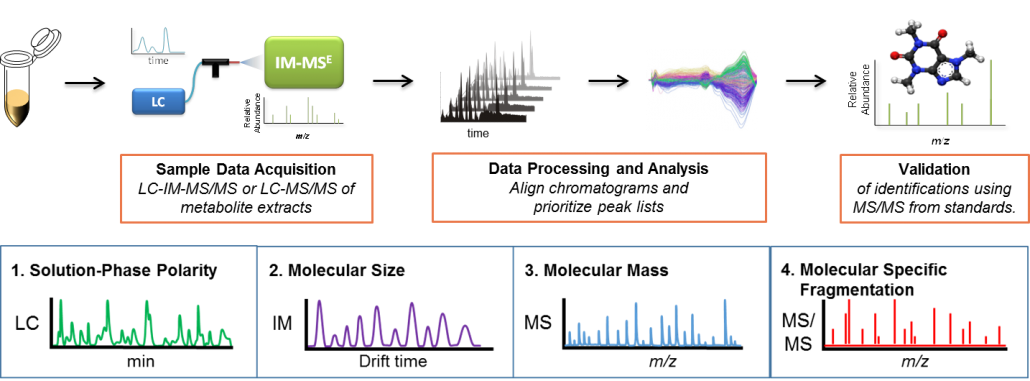 time
LC
IM-MSE
Relative
Abundance
m/z
time
Relative
Abundance
m/z
Sample Data Acquisition
LC-IM-MS/MS or LC-MS/MS of
metabolite extracts
Data Processing and Analysis
Align chromatograms and
prioritize peak lists
Validation
of identifications using
MS/MS from standards.
1. Solution-Phase Polarity
LC
min
2. Molecular Size
IM
Drift time
3. Molecular Mass
MS
m/z
4. Molecular Specific
Fragmentation
MS/
MS
m/z